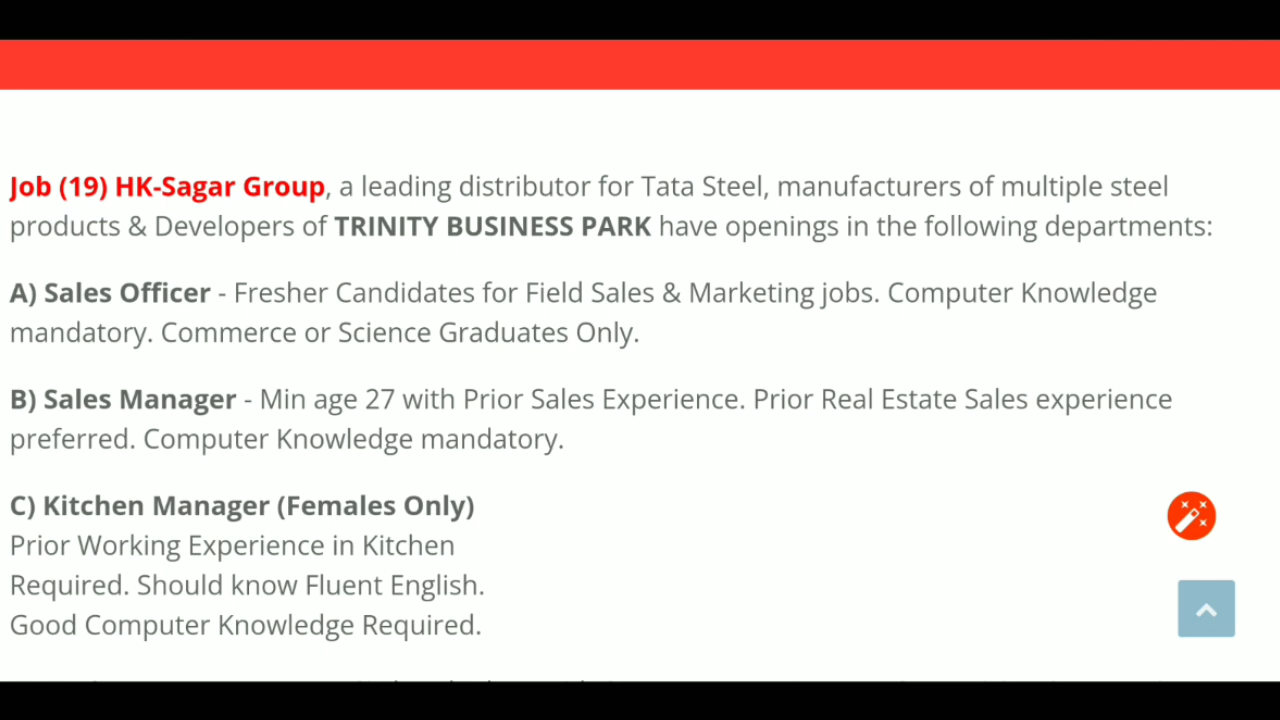 Job (19) HK-Sagar Group, a leading distributor for Tata Steel, manufacturers of multiple steel
products & Developers of TRINITY BUSINESS PARK have openings in the following departments:
A) Sales Officer - Fresher Candidates for Field Sales & Marketing jobs. Computer Knowledge
mandatory. Commerce or Science Graduates Only.
B) Sales Manager - Min age 27 with Prior Sales Experience. Prior Real Estate Sales experience
preferred. Computer Knowledge mandatory.
C) Kitchen Manager (Females Only)
Prior Working Experience in Kitchen
Required. Should know Fluent English.
Good Computer Knowledge Required.